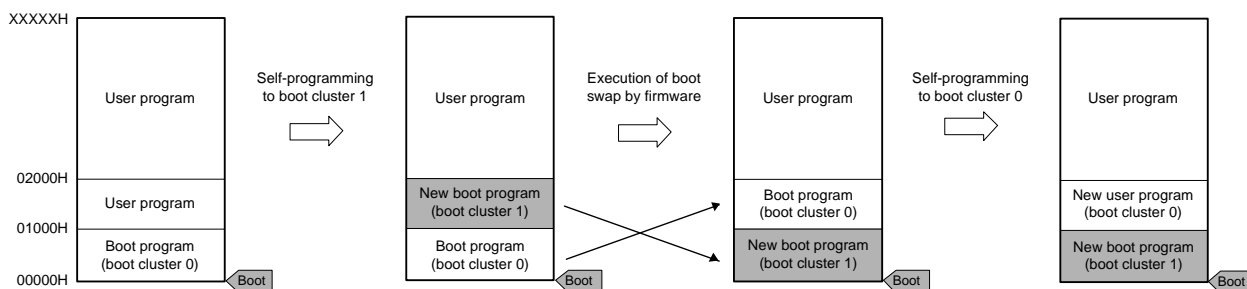 XXXXXH
User program
02000H
User program
01000H
Boot program
(boot cluster 0)
00000H
Boot
Self-programming
to boot cluster 1
User program
New boot program
(boot cluster 1)
Boot program
(boot cluster 0)
Boot
Execution of boot
swap by firmware
User program
Boot program
(boot cluster 0)
New boot program
(boot cluster 1)
Boot
Self-programming
to boot cluster 0
User program
New user program
(boot cluster 0)
New boot program
(boot cluster 1)
Boot